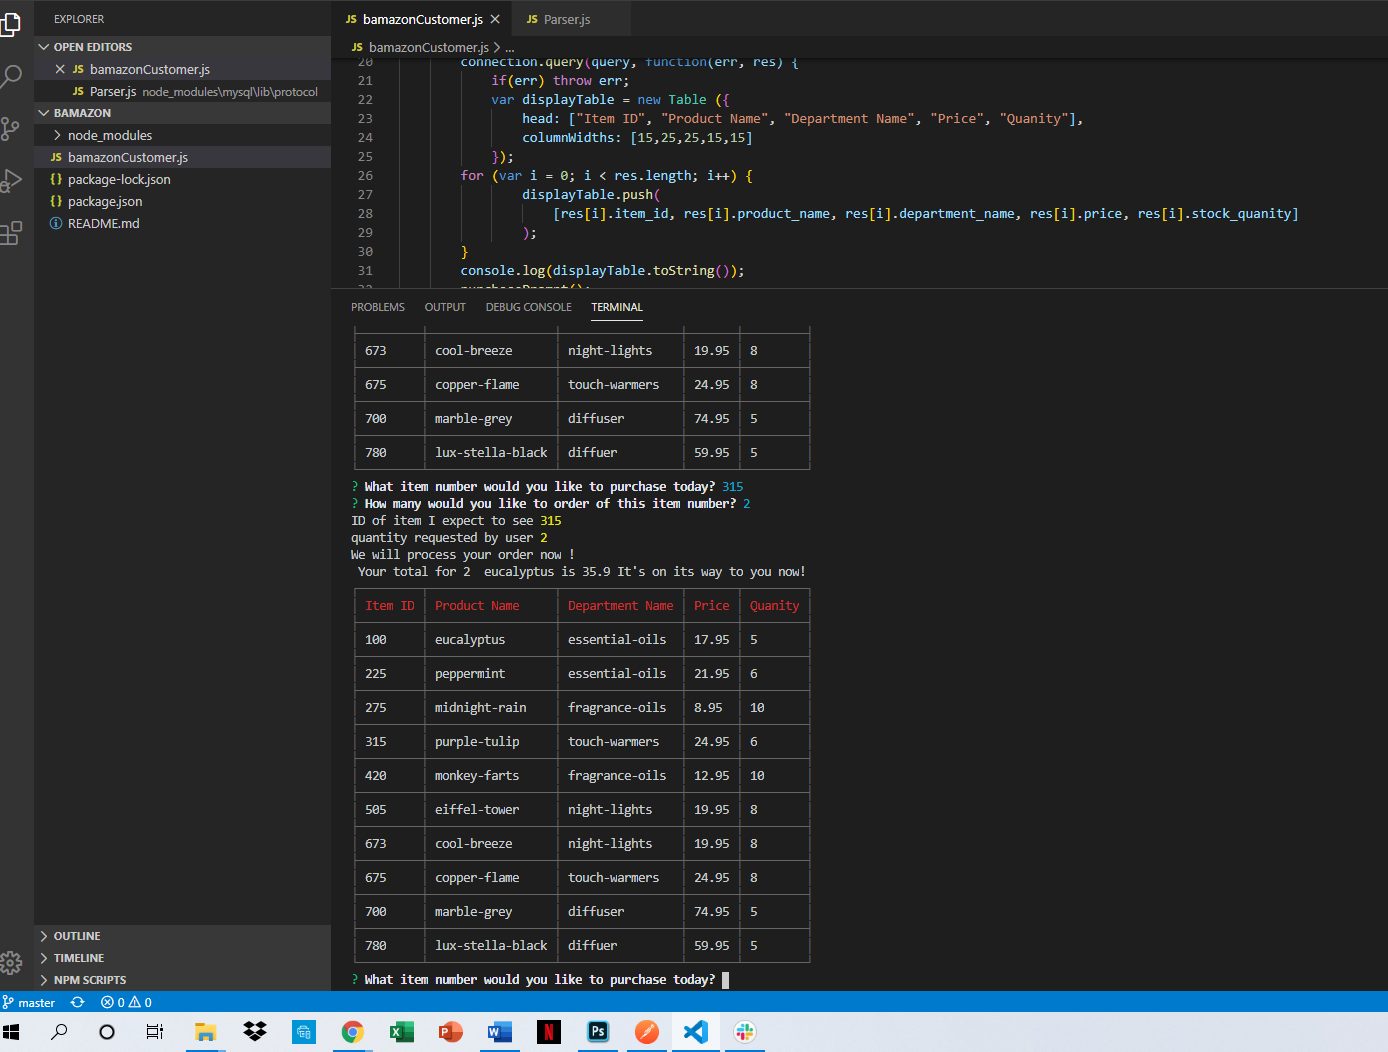 EXPLORER
OPEN EDITORS
JS bamazonCustomer.js
JS Parser.js node_modules\mysql\lib\protocol
BAMAZON
node_modules
JS bamazonCustomer.js
{} package-lock.json
{} package.json
README.md
OUTLINE
TIMELINE
NPM SCRIPTS
JS bamazonCustomer.js
JS Parser.js
JS bamazonCustomer.js > ...
20 connection.query(query, function(err, res) {
21 if(err) throw err;
22 var displayTable = new Table ({
23 head: ["Item ID", "Product Name", "Department Name", "Price", "Quanity"],
24 columnWidths: [15,25,25,15,15]
25 });
26 for (var i = 0; i < res.length; i++) {
27 displayTable.push(
28 [res[i].item_id, res[i].product_name, res[i].department_name, res[i].price, res[i].stock_quanity]
29 );
30 }
31 console.log(displayTable.toString());
32 purchasePrompt();
PROBLEMS OUTPUT DEBUG CONSOLE TERMINAL
673 cool-breeze night-lights 19.95 8
675 copper-flame touch-warmers 24.95 8
700 marble-grey diffuser 74.95 5
780 lux-stella-black diffuer 59.95 5
? What item number would you like to purchase today? 315
? How many would you like to order of this item number? 2
ID of item I expect to see 315
quantity requested by user 2
We will process your order now !
Your total for 2  eucalyptus is 35.9 It's on its way to you now!
Item ID Product Name Department Name Price Quanity
100 eucalyptus essential-oils 17.95 5
225 peppermint essential-oils 21.95 6
275 midnight-rain fragrance-oils 8.95 10
315 purple-tulip touch-warmers 24.95 6
420 monkey-farts fragrance-oils 12.95 10
505 eiffel-tower night-lights 19.95 8
673 cool-breeze night-lights 19.95 8
675 copper-flame touch-warmers 24.95 8
700 marble-grey diffuser 74.95 5
780 lux-stella-black diffuer 59.95 5
? What item number would you like to purchase today?
master 0 0